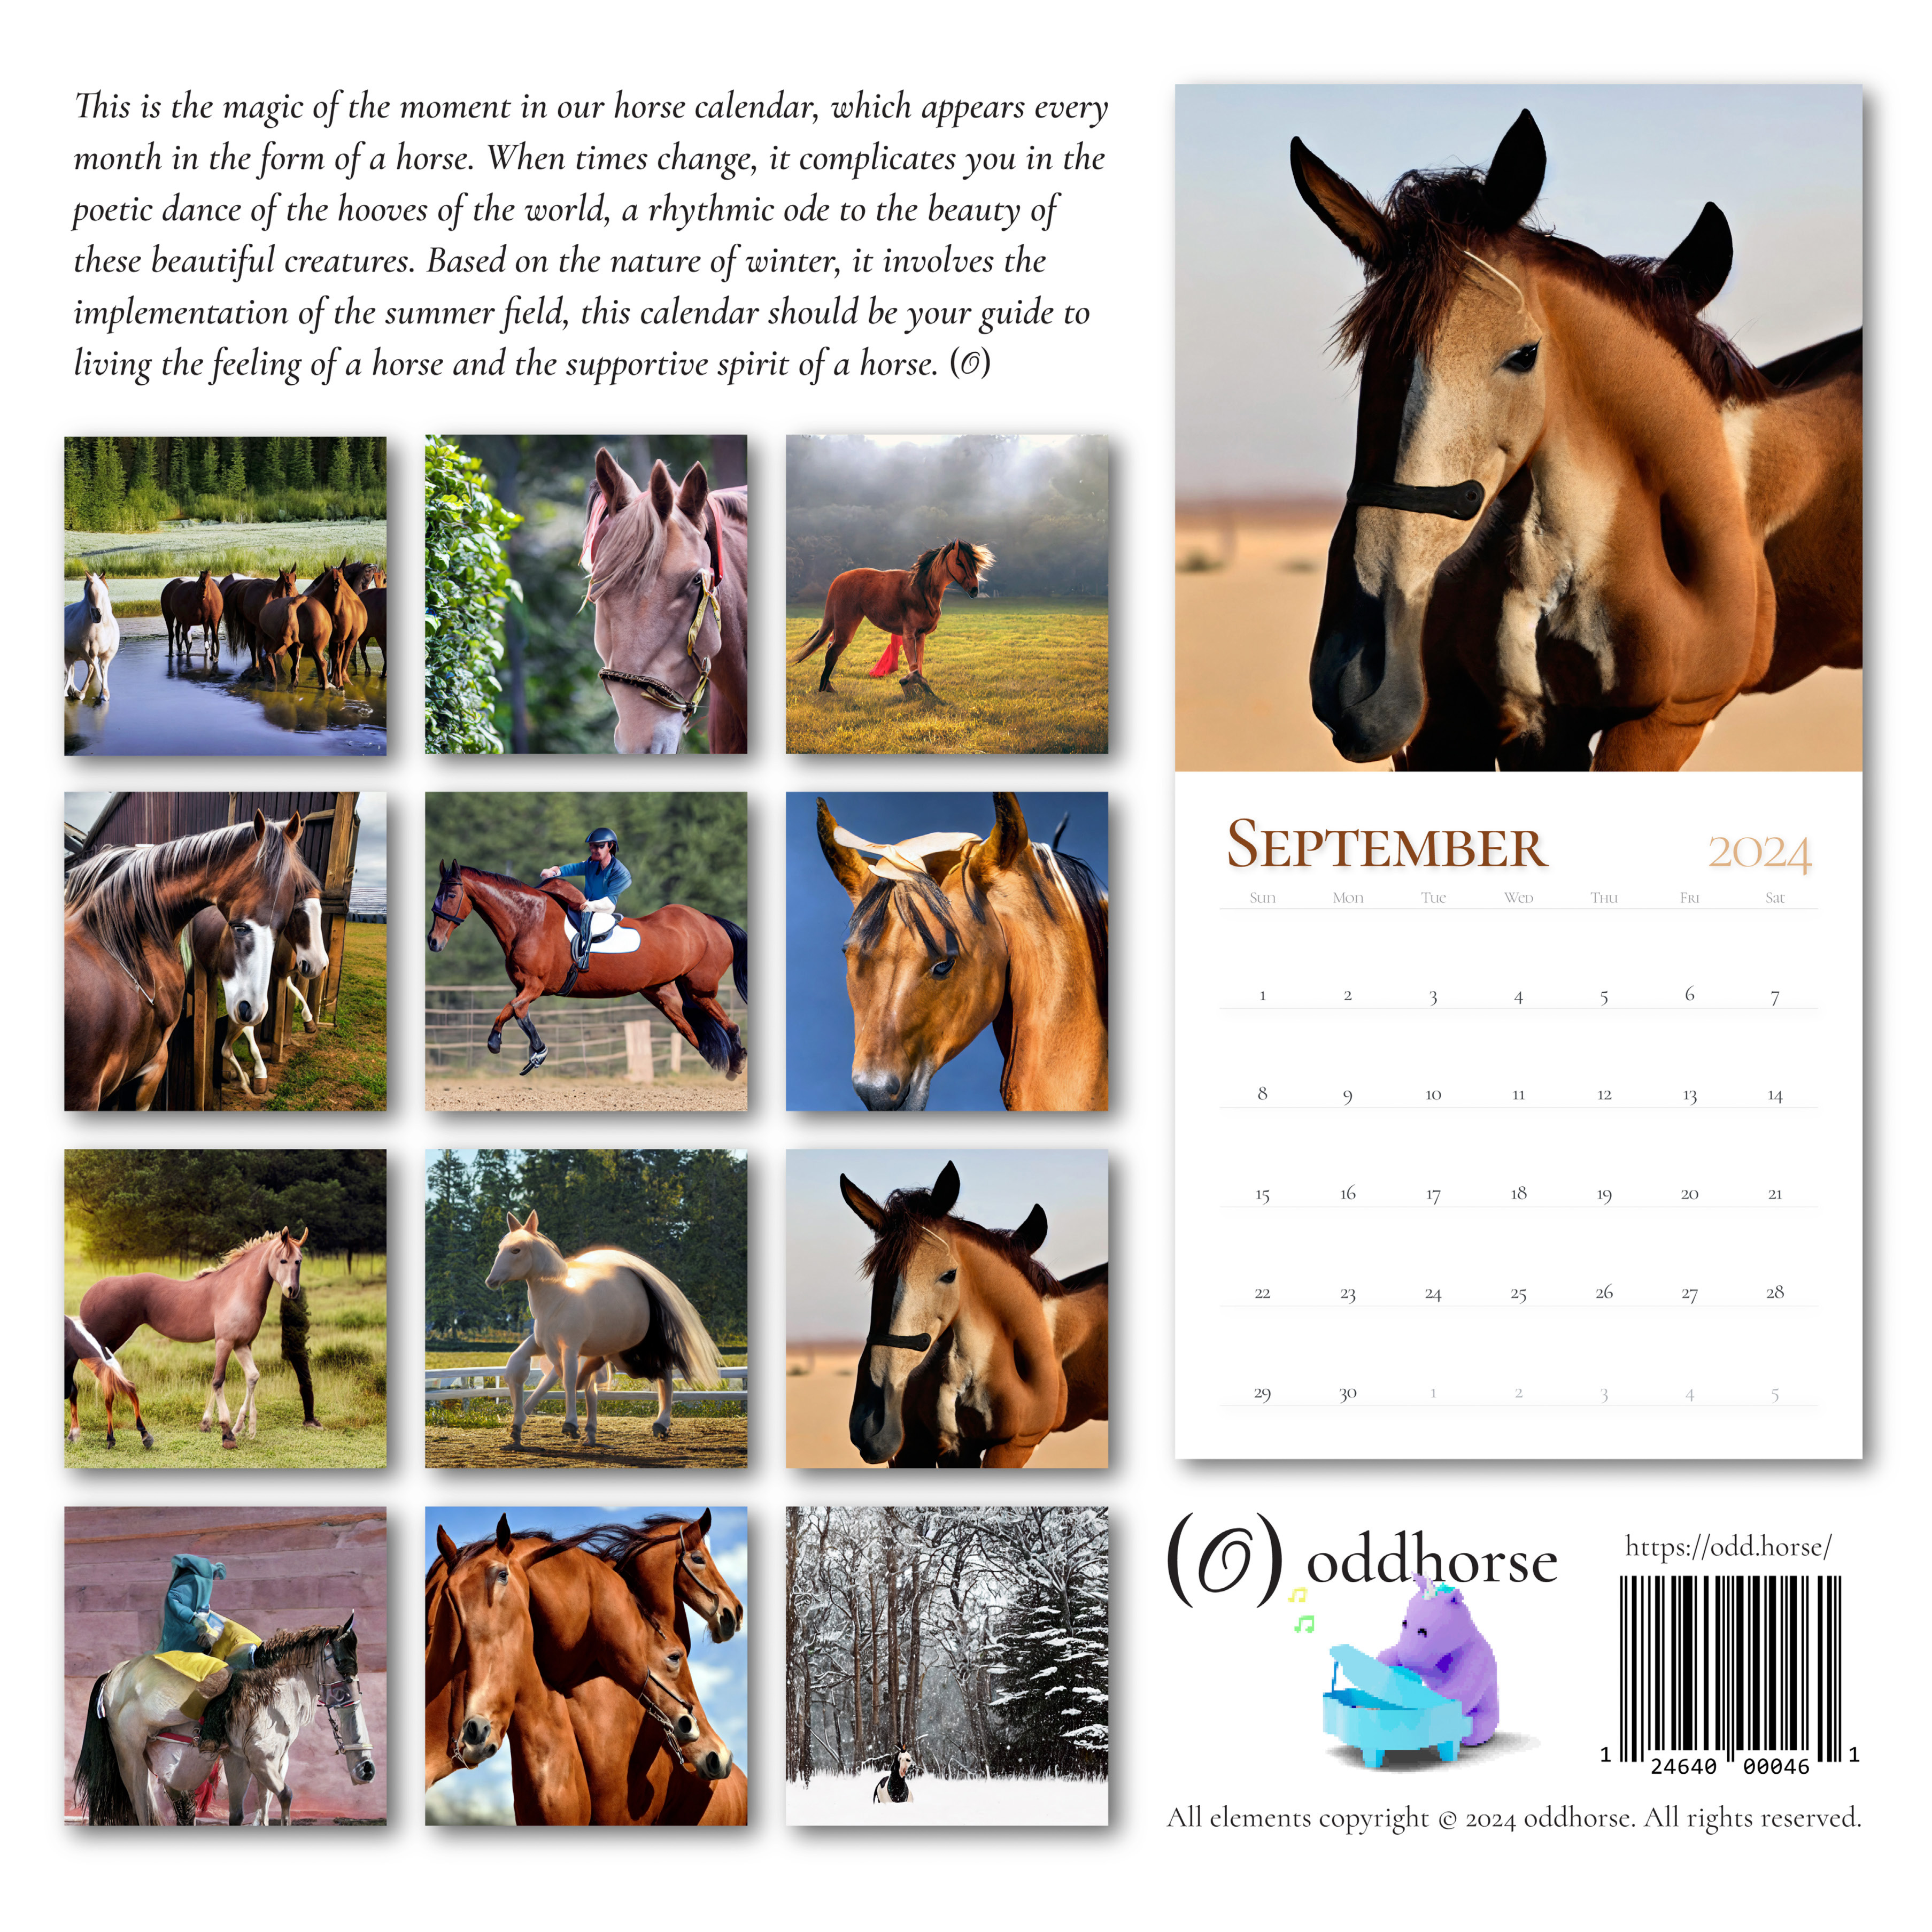 This is the magic of the moment in our horse calendar, which appears every
month in the form of a horse. When times change, it complicates you in the
poetic dance of the hooves of the world, a rhythmic ode to the beauty of
these beautiful creatures. Based on the nature of winter, it involves the
implementation of the summer field, this calendar should be your guide to
living the feeling of a horse and the supportive spirit of a horse. (O)
September 2024
Sun Mon Tue Wed Thu Fri Sat
1 2 3 4 5 6 7
8 9 10 11 12 13 14
15 16 17 18 19 20 21
22 23 24 25 26 27 28
29 30 1 2 3 4 5
(O) oddhorse
https://odd.horse/
1 24640 00046 1
All elements copyright © 2024 oddhorse. All rights reserved.